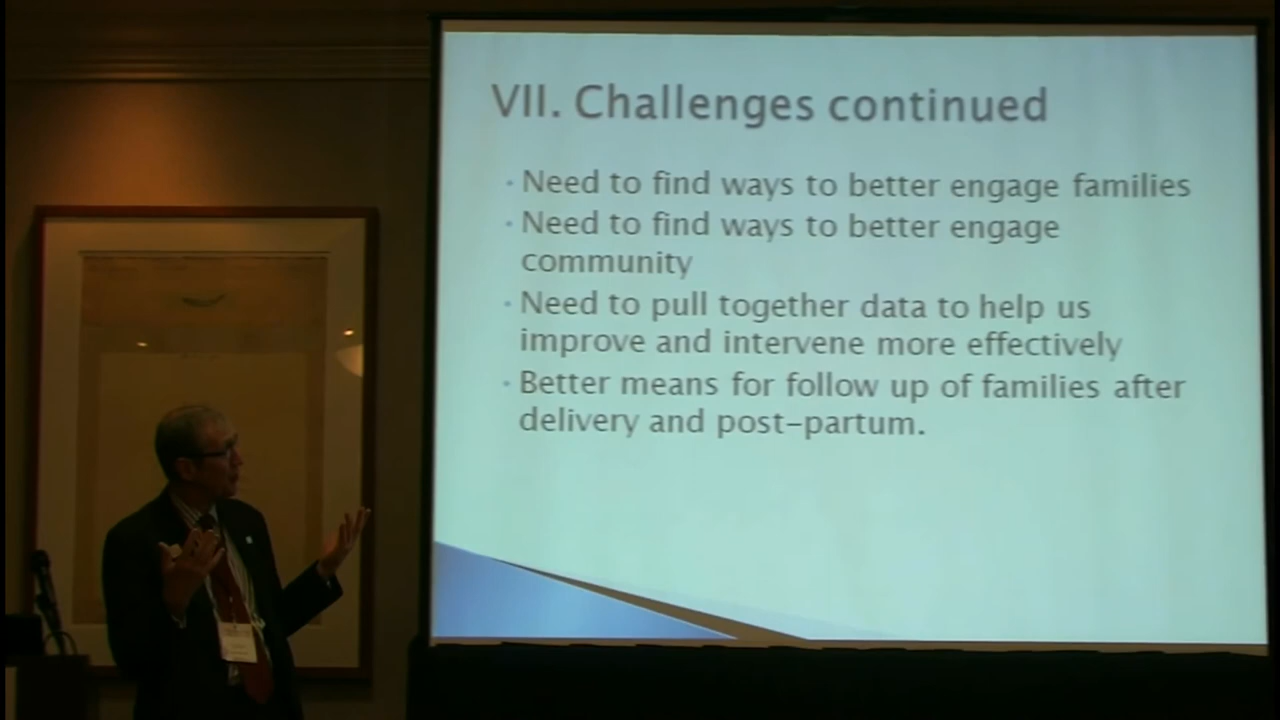 VII. Challenges continued
• Need to find ways to better engage families
• Need to find ways to better engage
community
• Need to pull together data to help us
improve and intervene more effectively
• Better means for follow up of families after
delivery and post-partum.